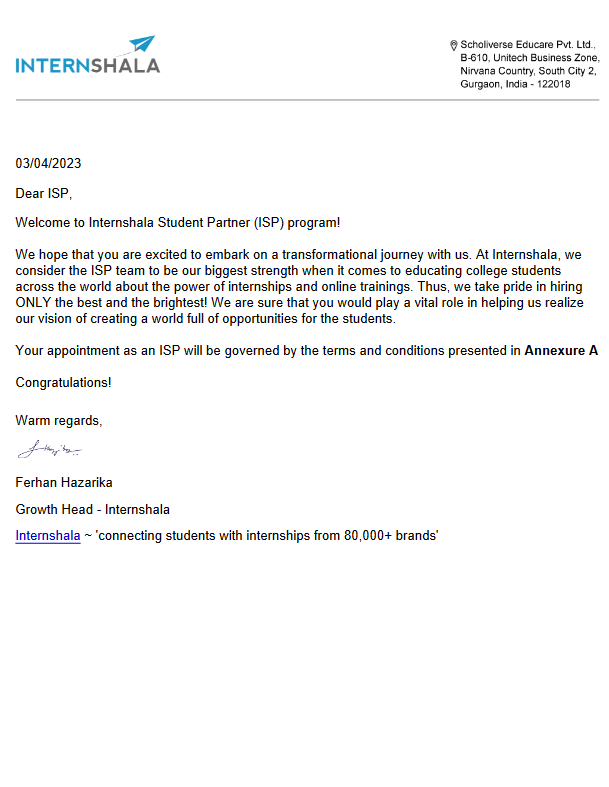 INTERNSHALA
Scholiverse Educare Pvt. Ltd.,
B-610, Unitech Business Zone,
Nirvana Country, South City 2,
Gurgaon, India - 122018
03/04/2023
Dear ISP,
Welcome to Internshala Student Partner (ISP) program!
We hope that you are excited to embark on a transformational journey with us. At Internshala, we
consider the ISP team to be our biggest strength when it comes to educating college students
across the world about the power of internships and online trainings. Thus, we take pride in hiring
ONLY the best and the brightest! We are sure that you would play a vital role in helping us realize
our vision of creating a world full of opportunities for the students.
Your appointment as an ISP will be governed by the terms and conditions presented in Annexure A
Congratulations!
Warm regards,
Ferhan Hazarika
Growth Head - Internshala
Internshala ~ 'connecting students with internships from 80,000+ brands'